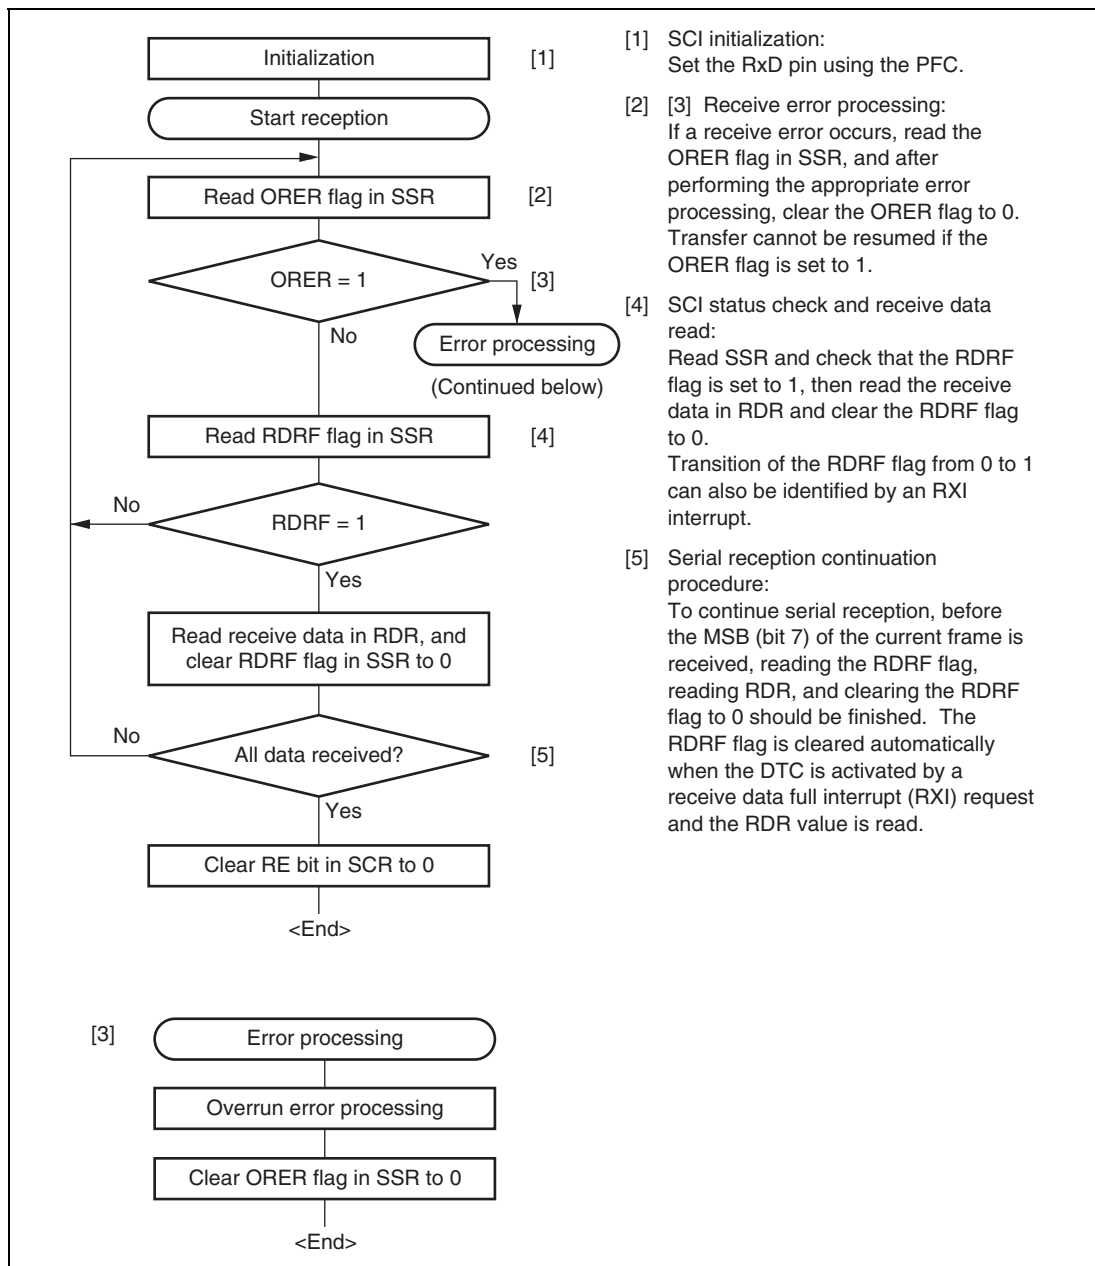 Initialization
[1]
Start reception
Read ORER flag in SSR
[2]
ORER = 1
Yes
[3]
No
Error processing
(Continued below)
Read RDRF flag in SSR
[4]
No
RDRF = 1
Yes
Read receive data in RDR, and
clear RDRF flag in SSR to 0
No
All data received?
[5]
Yes
Clear RE bit in SCR to 0
<End>
[3]
Error processing
Overrun error processing
Clear ORER flag in SSR to 0
<End>
[1] SCI initialization:
Set the RxD pin using the PFC.
[2] [3] Receive error processing:
If a receive error occurs, read the
ORER flag in SSR, and after
performing the appropriate error
processing, clear the ORER flag to 0.
Transfer cannot be resumed if the
ORER flag is set to 1.
[4] SCI status check and receive data
read:
Read SSR and check that the RDRF
flag is set to 1, then read the receive
data in RDR and clear the RDRF flag
to 0.
Transition of the RDRF flag from 0 to 1
can also be identified by an RXI
interrupt.
[5] Serial reception continuation
procedure:
To continue serial reception, before
the MSB (bit 7) of the current frame is
received, reading the RDRF flag,
reading RDR, and clearing the RDRF
flag to 0 should be finished. The
RDRF flag is cleared automatically
when the DTC is activated by a
receive data full interrupt (RXI) request
and the RDR value is read.